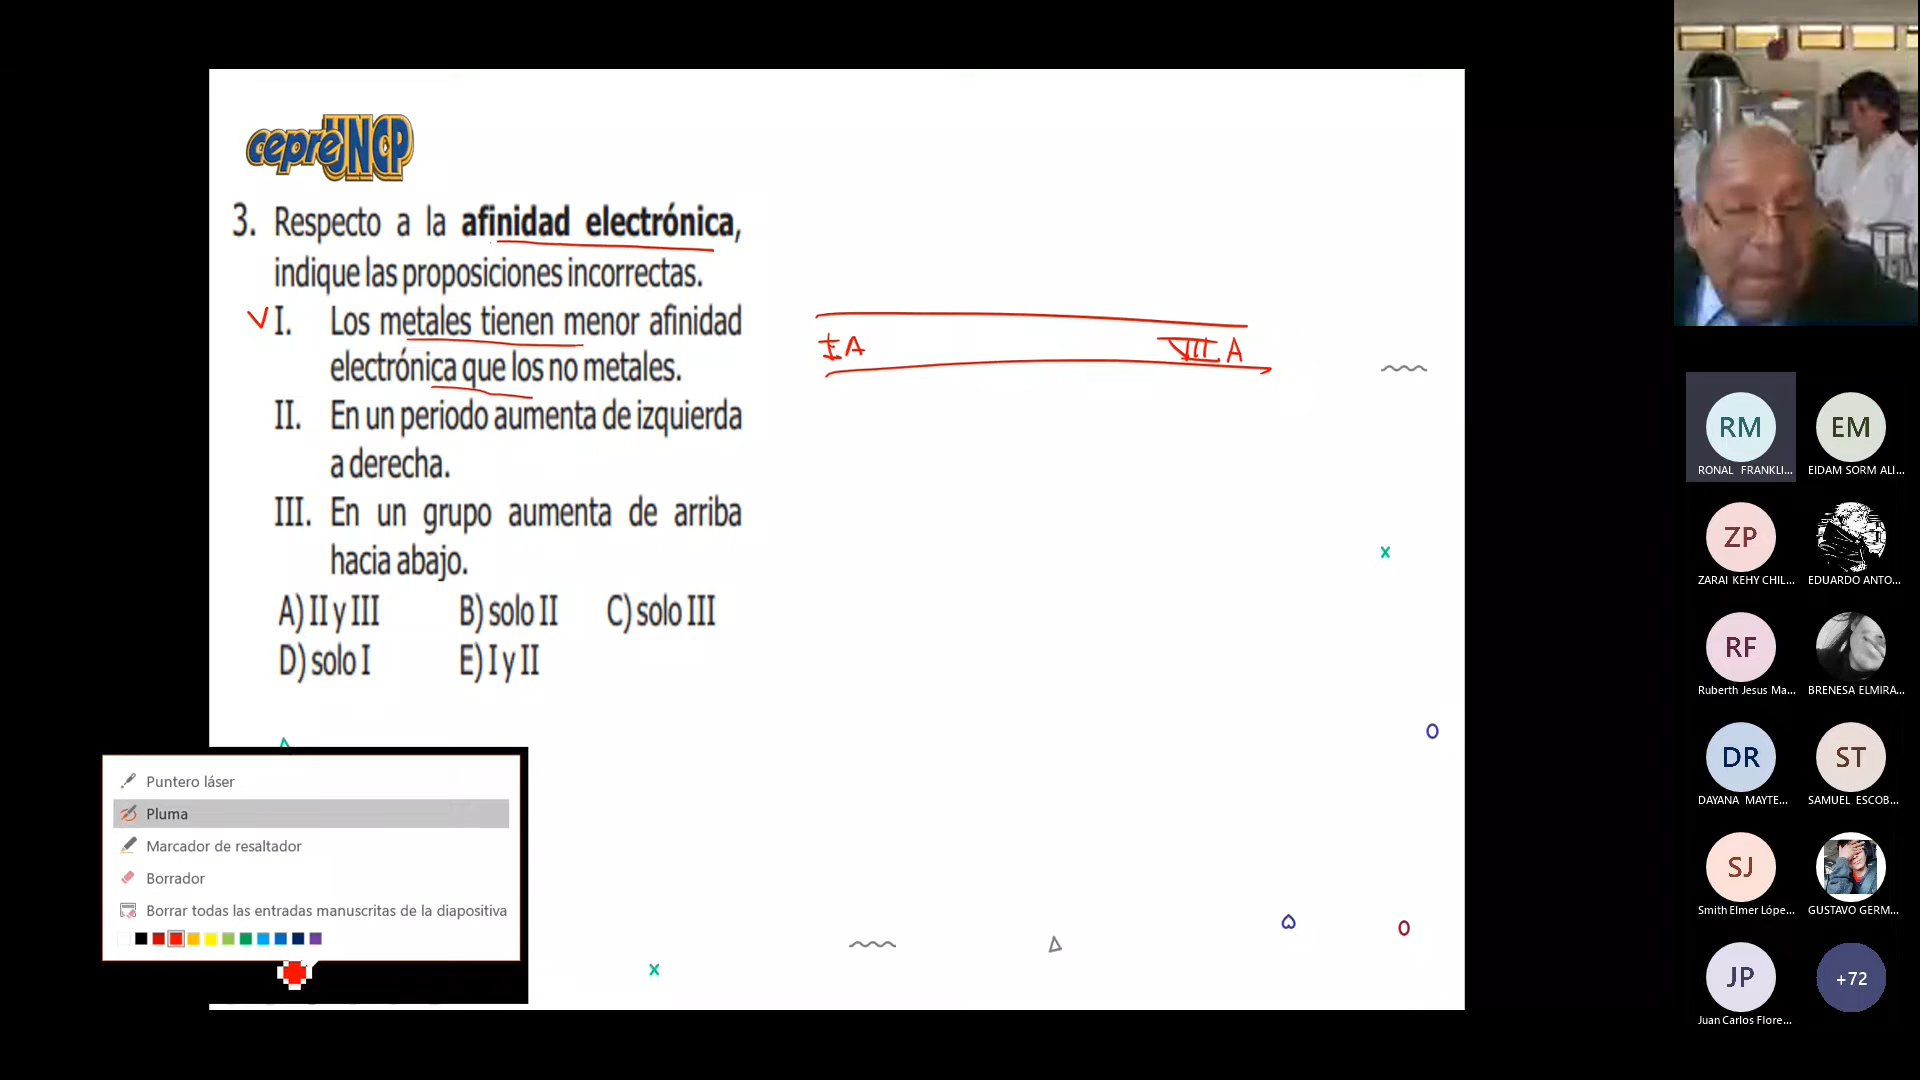 cepreUNCP
3. Respecto a la afinidad electrónica,
indique las proposiciones incorrectas.
V I. Los metales tienen menor afinidad
electrónica que los no metales.
II. En un periodo aumenta de izquierda
a derecha.
III. En un grupo aumenta de arriba
hacia abajo.
A) II y III B) solo II C) solo III
D) solo I E) I y II
IA VIIA
Puntero láser
Pluma
Marcador de resaltador
Borrador
Borrar todas las entradas manuscritas de la diapositiva
RM EM
RONAL FRANKLI... EIDAM SORM ALI...
ZP
ZARAI KEHY CHIL... EDUARDO ANTO...
RF
Ruberth Jesus Ma... BRENESA ELMIRA...
DR ST
DAYANA MAYTE... SAMUEL ESCOB...
SJ
Smith Elmer Lópe... GUSTAVO GERM...
JP +72
Juan Carlos Flore...